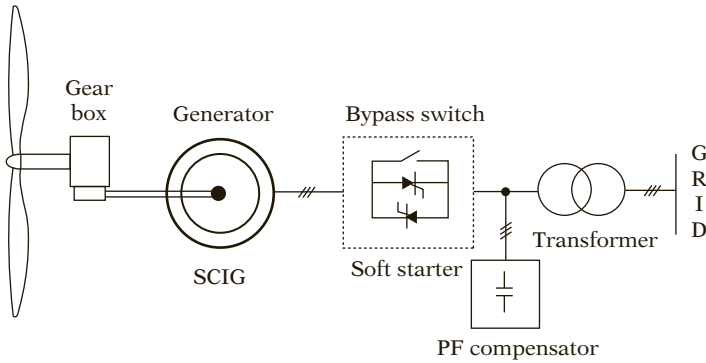 Gear
box
Generator
SCIG
Bypass switch
Soft starter
PF compensator
Transformer
G
R
I
D